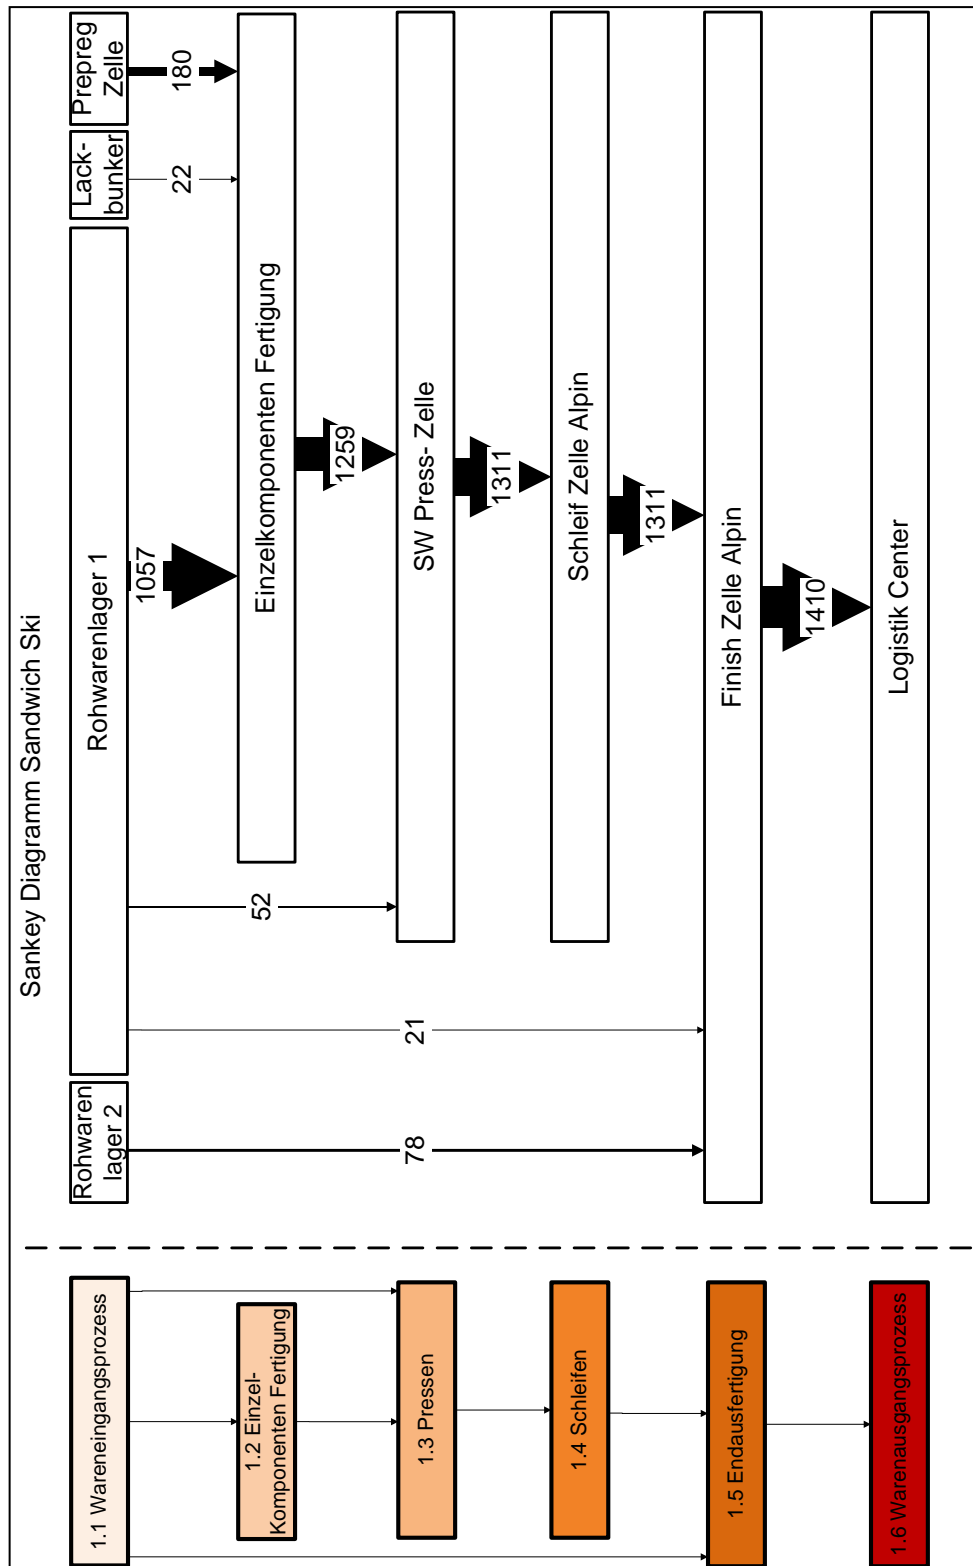 Sankey Diagramm Sandwich Ski
Rohwaren
lager 2
Rohwarenlager 1
Lack-
bunker
Prepreg
Zelle
78
21
52
1057
22
180
Einzelkomponenten Fertigung
1259
SW Press- Zelle
1311
Schleif Zelle Alpin
1311
Finish Zelle Alpin
1410
Logistik Center
1.1 Wareneingangsprozess
1.2 Einzel-
Komponenten Fertigung
1.3 Pressen
1.4 Schleifen
1.5 Endausfertigung
1.6 Warenausgangsprozess